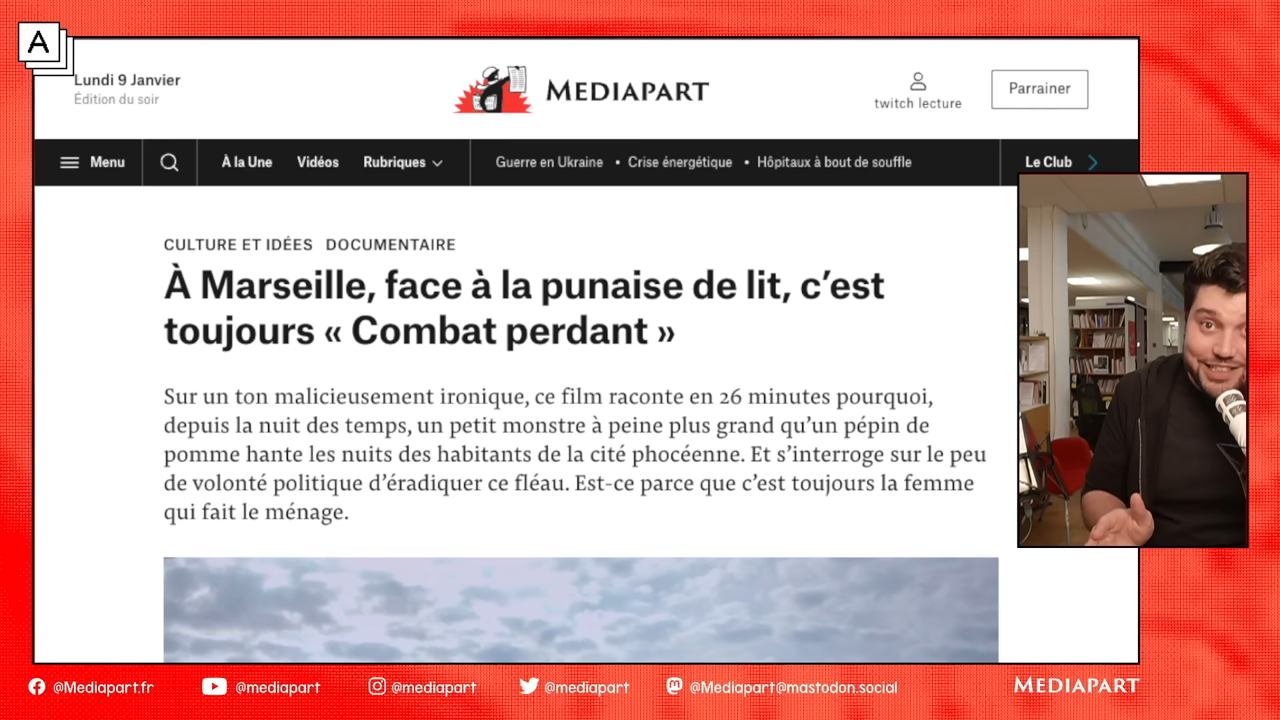 A
Lundi 9 Janvier
Édition du soir
MEDIAPART
twitch lecture
Parrainer
Menu
À la Une
Vidéos
Rubriques
Guerre en Ukraine • Crise énergétique • Hôpitaux à bout de souffle
Le Club
CULTURE ET IDÉES DOCUMENTAIRE
À Marseille, face à la punaise de lit, c’est
toujours « Combat perdant »
Sur un ton malicieusement ironique, ce film raconte en 26 minutes pourquoi,
depuis la nuit des temps, un petit monstre à peine plus grand qu’un pépin de
pomme hante les nuits des habitants de la cité phocéenne. Et s’interroge sur le peu
de volonté politique d’éradiquer ce fléau. Est-ce parce que c’est toujours la femme
qui fait le ménage.
@Mediapart.fr
@mediapart
@mediapart
@mediapart
@Mediapart@mastodon.social
MEDIAPART